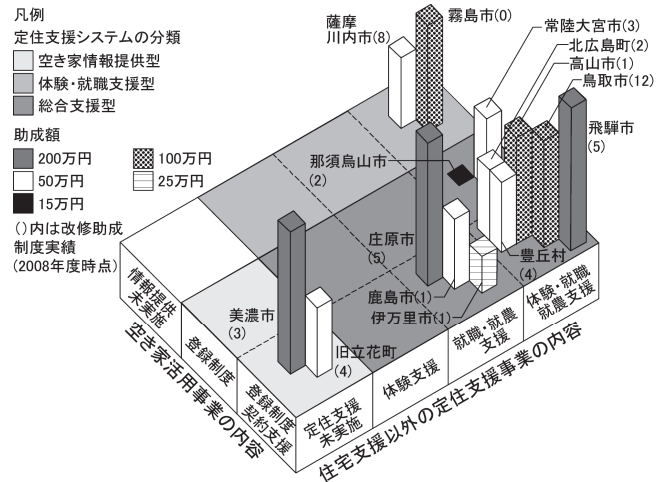 凡例
定住支援システムの分類
空き家情報提供型
体験・就職支援型
総合支援型
助成額
200万円
100万円
50万円
25万円
15万円
()内は改修助成
制度実績
(2008年度時点)
薩摩
川内市(8)
霧島市(0)
常陸大宮市(3)
北広島町(2)
高山市(1)
鳥取市(12)
飛騨市
(5)
那須烏山市
(2)
庄原市
(5)
豊丘村
(4)
鹿島市(1)
伊万里市(1)
美濃市
(3)
旧立花町
(4)
情報提供
未実施
登録制度
登録制度
契約支援
空き家活用事業の内容
定住支援
未実施
体験支援
就職・就農
支援
体験・就職
就農支援
住宅支援以外の定住支援事業の内容